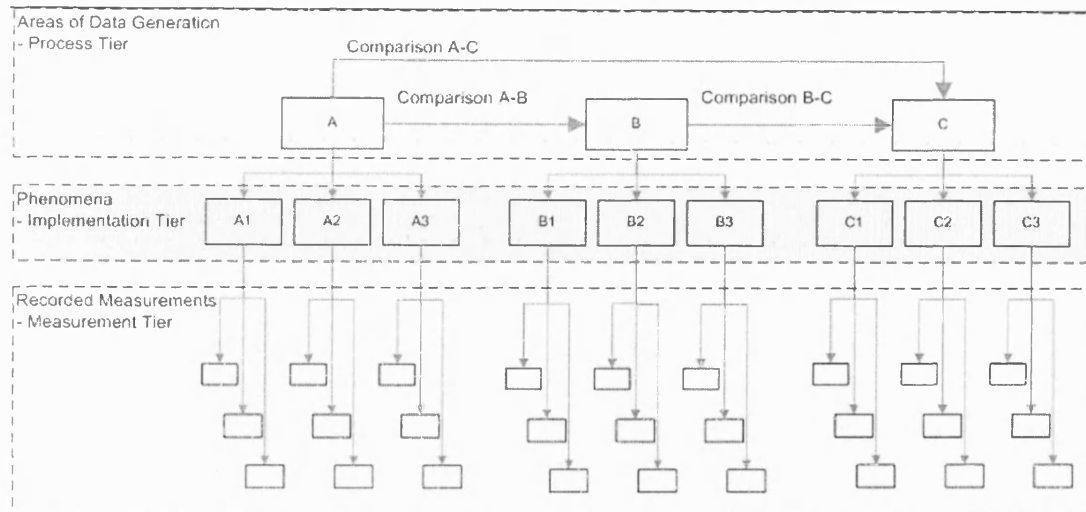 Areas of Data Generation
- Process Tier
Comparison A-C
Comparison A-B
Comparison B-C
A
B
C
Phenomena
- Implementation Tier
A1
A2
A3
B1
B2
B3
C1
C2
C3
Recorded Measurements
- Measurement Tier